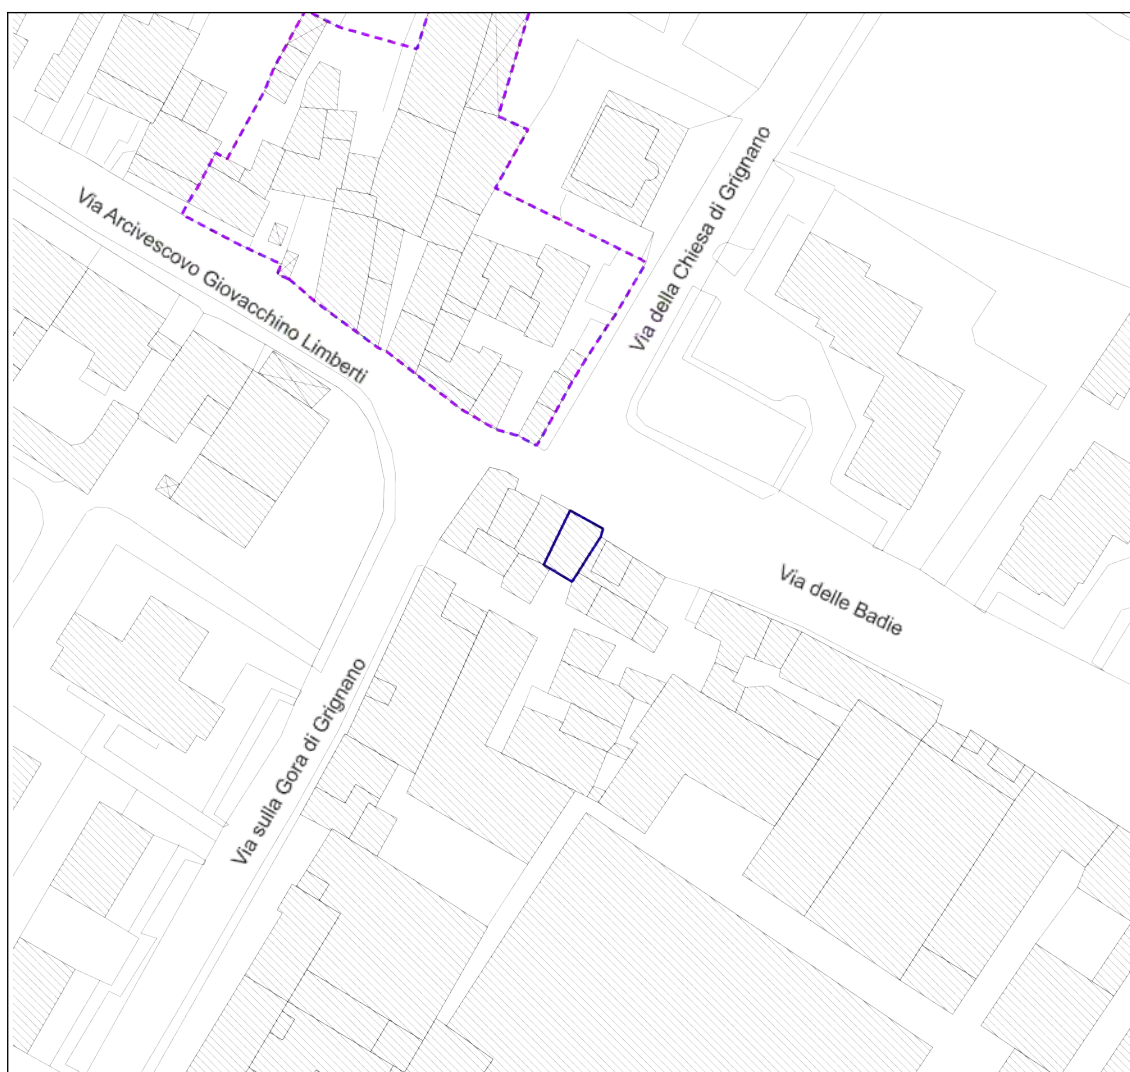 Via Arcivescovo Giovacchino Limberti
Via della Chiesa di Grignano
Via delle Badie
Via sulla Gora di Grignano